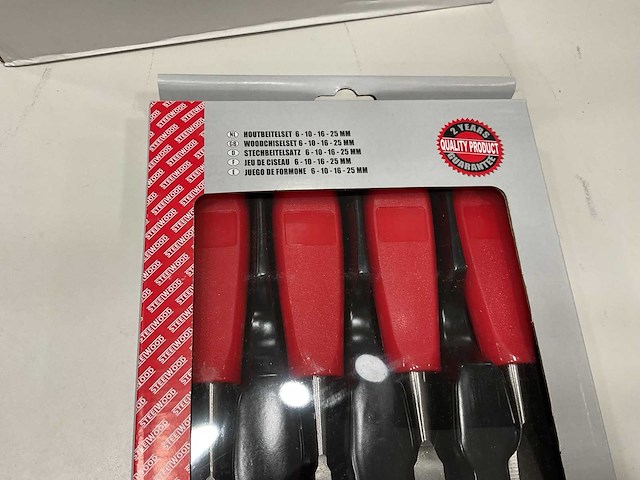 NL HOUTBEITELSET 6 - 10 - 16 - 25 MM
GB WOODCHISELSET 6 - 10 - 16 - 25 MM
D STECHBEITELSATZ 6 - 10 - 16 - 25 MM
F JEU DE CISEAU 6 - 10 - 16 - 25 MM
E JUEGO DE FORMONE 6 - 10 - 16 - 25 MM
2 YEARS
QUALITY PRODUCT
GUARANTEE
STEELWOOD